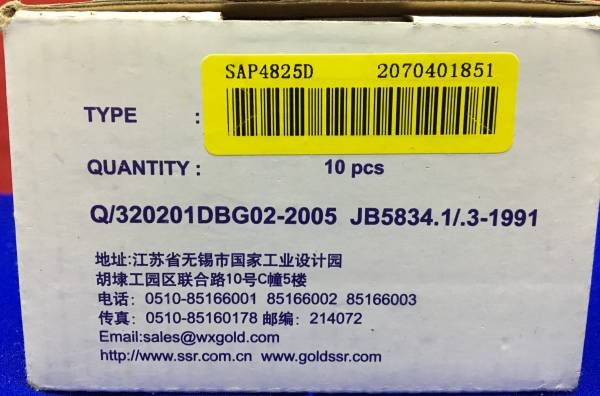 SAP4825D 2070401851
TYPE :
QUANTITY : 10 pcs
Q/320201DBG02-2005 JB5834.1/.3-1991
地址:江苏省无锡市国家工业设计园
胡埭工园区联合路10号C幢5楼
电话: 0510-85166001 85166002 85166003
传真: 0510-85160178 邮编: 214072
Email:sales@wxgold.com
http://www.ssr.com.cn www.goldssr.com